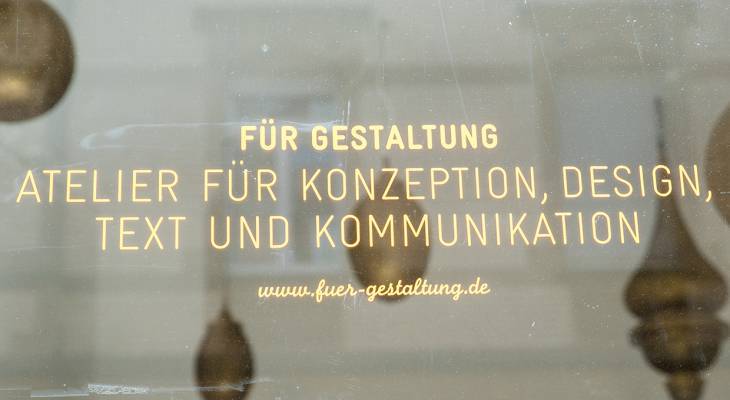 FÜR GESTALTUNG
ATELIER FÜR KONZEPTION, DESIGN,
TEXT UND KOMMUNIKATION
www.fuer-gestaltung.de